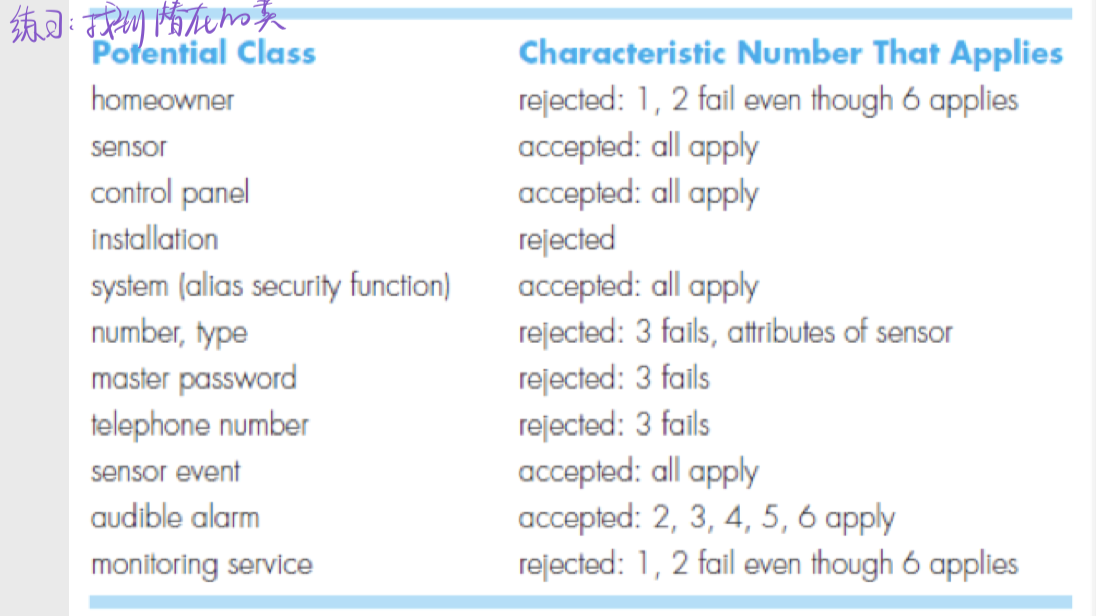 练习：找到潜在的类
Potential Class Characteristic Number That Applies
homeowner rejected: 1, 2 fail even though 6 applies
sensor accepted: all apply
control panel accepted: all apply
installation rejected
system (alias security function) accepted: all apply
number, type rejected: 3 fails, attributes of sensor
master password rejected: 3 fails
telephone number rejected: 3 fails
sensor event accepted: all apply
audible alarm accepted: 2, 3, 4, 5, 6 apply
monitoring service rejected: 1, 2 fail even though 6 applies